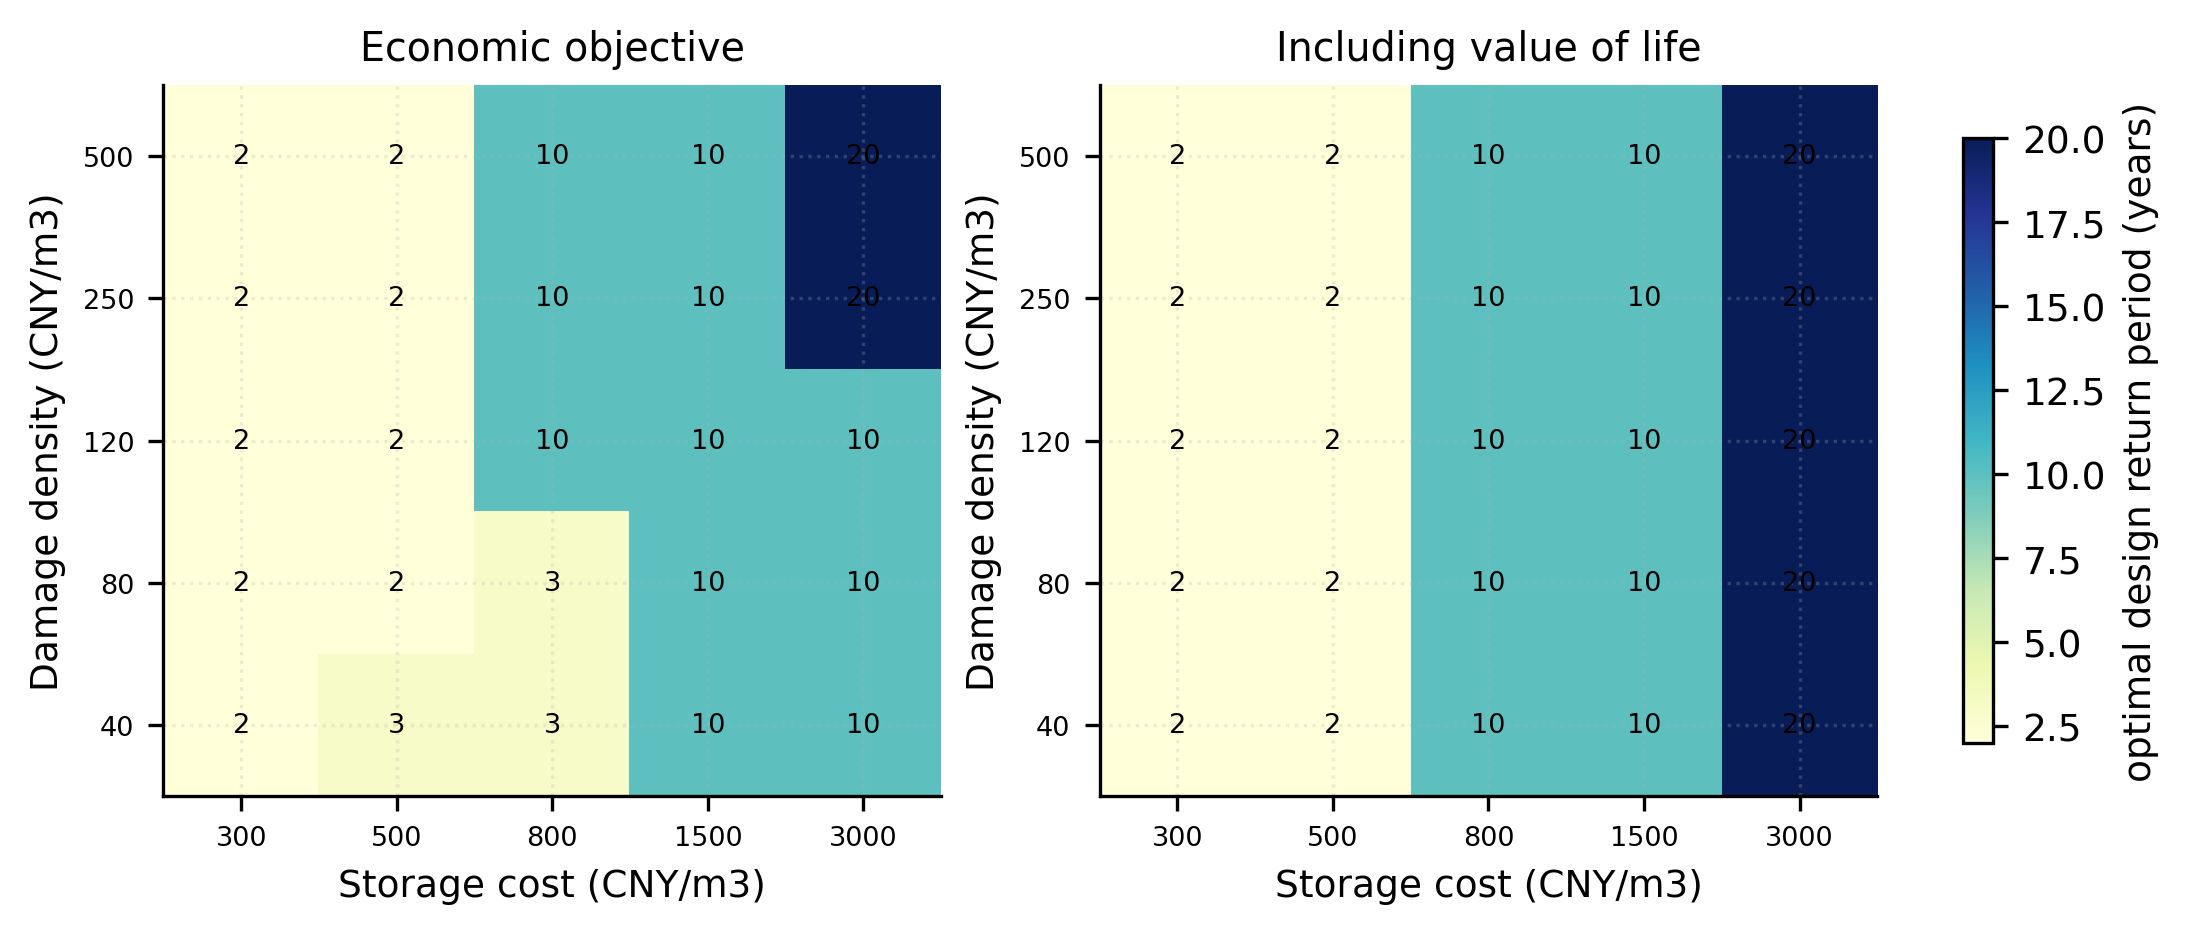 Economic objective
Damage density (CNY/m3)
500
250
120
80
40
2 2 10 10 20
2 2 10 10 20
2 2 10 10 10
2 2 3 10 10
2 3 3 10 10
300 500 800 1500 3000
Storage cost (CNY/m3)
Including value of life
Damage density (CNY/m3)
500
250
120
80
40
2 2 10 10 20
2 2 10 10 20
2 2 10 10 20
2 2 10 10 20
2 2 10 10 20
300 500 800 1500 3000
Storage cost (CNY/m3)
20.0
17.5
15.0
12.5
10.0
7.5
5.0
2.5
optimal design return period (years)